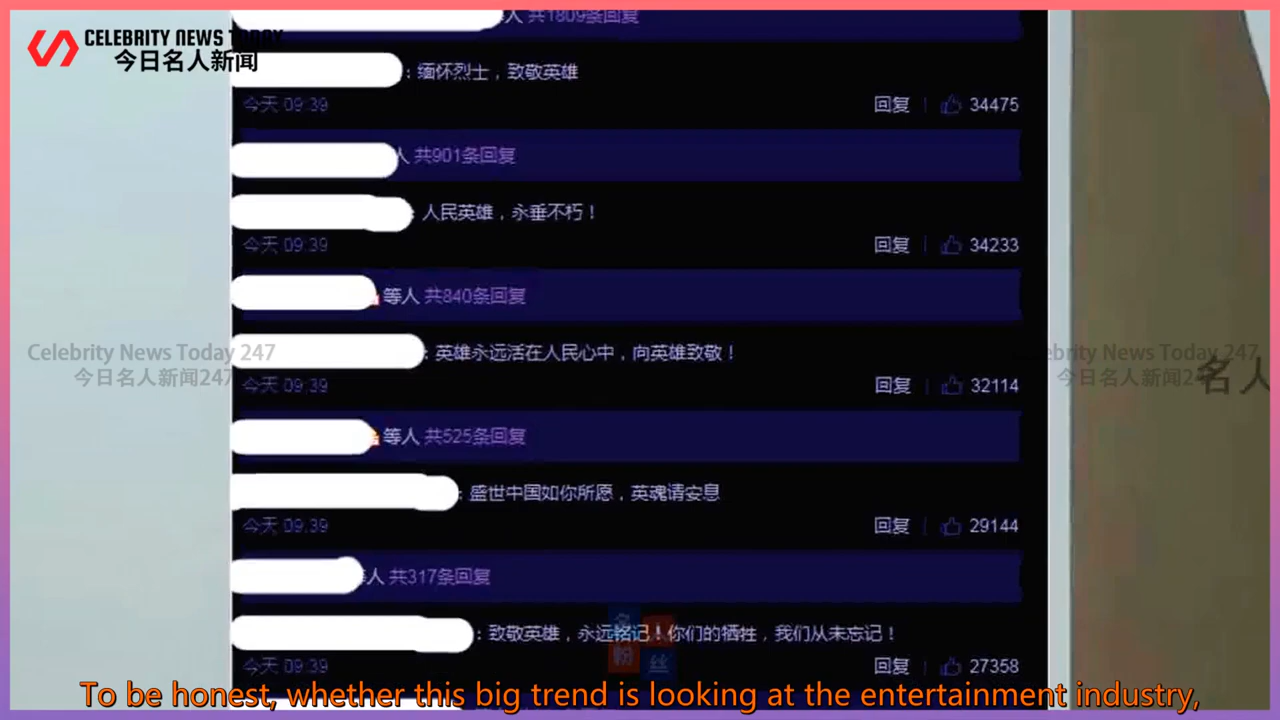 人 共1809条回复
CELEBRITY NEWS TODAY
今日名人新闻
：缅怀烈士，致敬英雄
今天 09:39
回复 34475
人 共901条回复
：人民英雄，永垂不朽！
今天 09:39
回复 34233
等人 共840条回复
：英雄永远活在人民心中，向英雄致敬！
Celebrity News Today 247
今日名人新闻247
ebrity News Today 247
今日名人新闻2
名人
今天 09:39
回复 32114
等人 共525条回复
：盛世中国如你所愿，英魂请安息
今天 09:39
回复 29144
人 共317条回复
：致敬英雄，永远铭记！你们的牺牲，我们从未忘记！
今天 09:39
回复 27358
粉丝
To be honest, whether this big trend is looking at the entertainment industry,